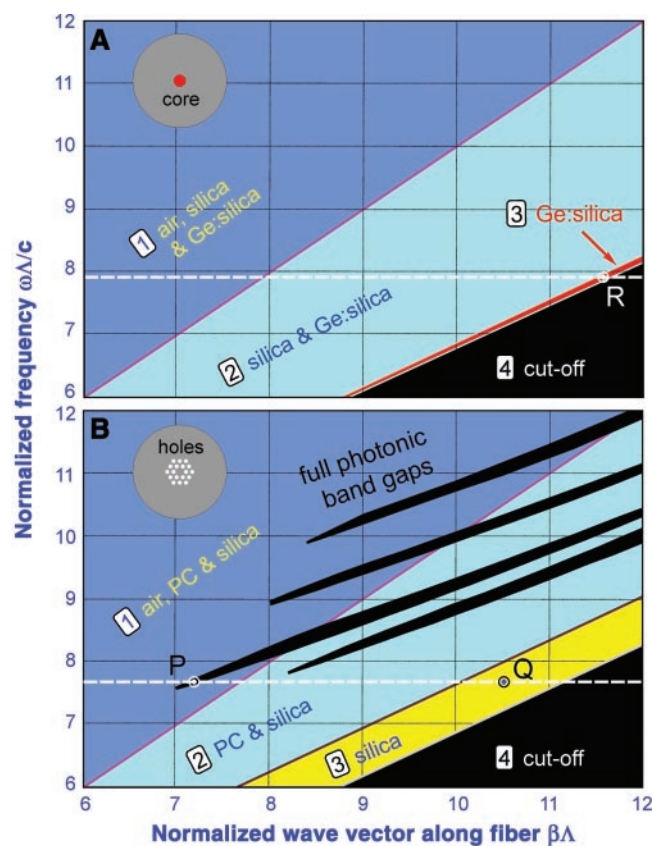 A
core
1 air, silica
& Ge:silica
3 Ge:silica
R
2 silica & Ge:silica
4 cut-off
12
11
10
9
8
7
6
B
holes
full photonic
band gaps
1 air, PC & silica
P
Q
2 PC & silica
3 silica
4 cut-off
12
11
10
9
8
7
6
6 7 8 9 10 11 12
Normalized frequency ωΛ/c
Normalized wave vector along fiber βΛ